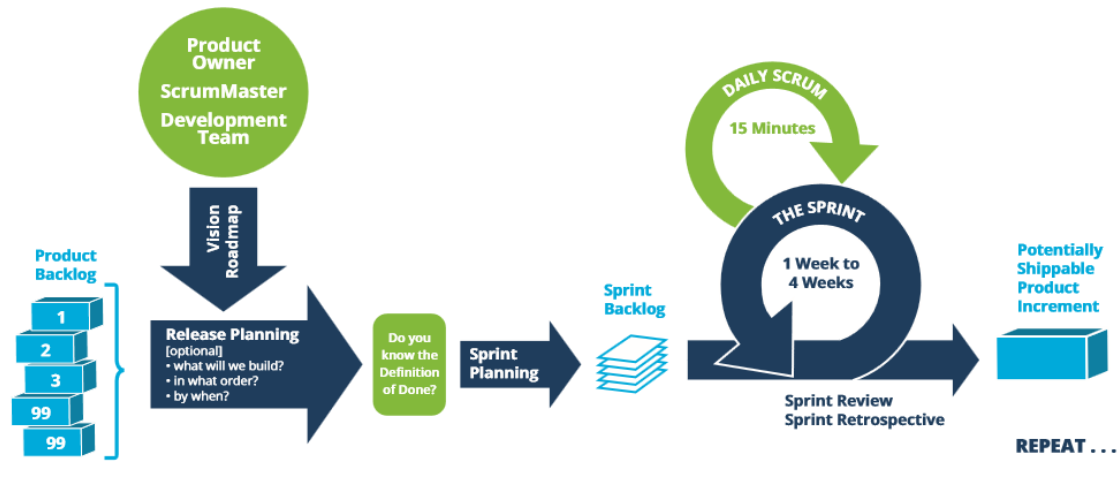 Product
Owner
ScrumMaster
Development
Team
Vision
Roadmap
Product
Backlog
1
2
3
99
99
Release Planning
[optional]
• what will we build?
• in what order?
• by when?
Do you
know the
Definition
of Done?
Sprint
Planning
Sprint
Backlog
DAILY SCRUM
15 Minutes
THE SPRINT
1 Week to
4 Weeks
Sprint Review
Sprint Retrospective
Potentially
Shippable
Product
Increment
REPEAT . . .